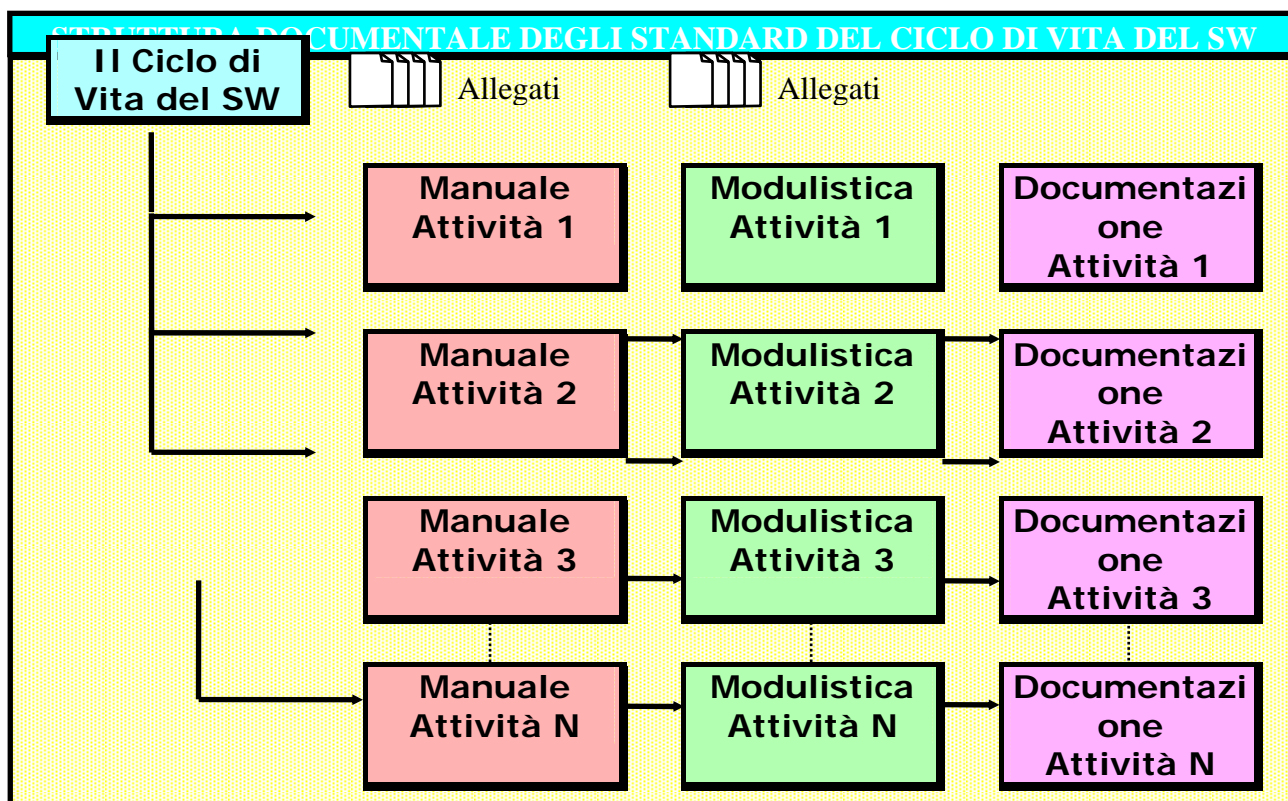 STRUTTURA DOCUMENTALE DEGLI STANDARD DEL CICLO DI VITA DEL SW
Il Ciclo di
Vita del SW
Allegati
Allegati
Manuale
Attività 1
Modulistica
Attività 1
Documentazi
one
Attività 1
Manuale
Attività 2
Modulistica
Attività 2
Documentazi
one
Attività 2
Manuale
Attività 3
Modulistica
Attività 3
Documentazi
one
Attività 3
Manuale
Attività N
Modulistica
Attività N
Documentazi
one
Attività N